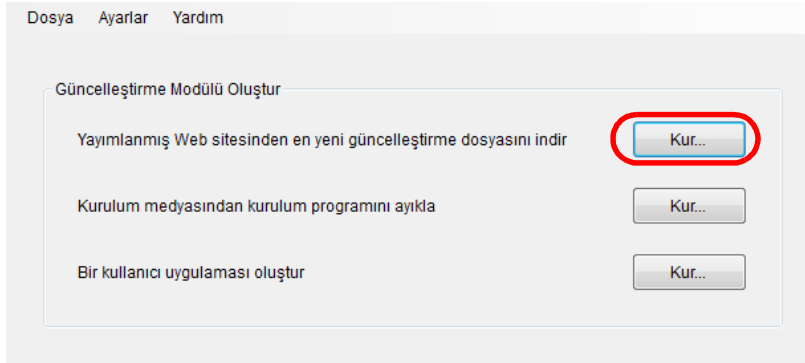 Dosya Ayarlar Yardım
Güncelleştirme Modülü Oluştur
Yayımlanmış Web sitesinden en yeni güncelleştirme dosyasını indir Kur...
Kurulum medyasından kurulum programını ayıkla Kur...
Bir kullanıcı uygulaması oluştur Kur...